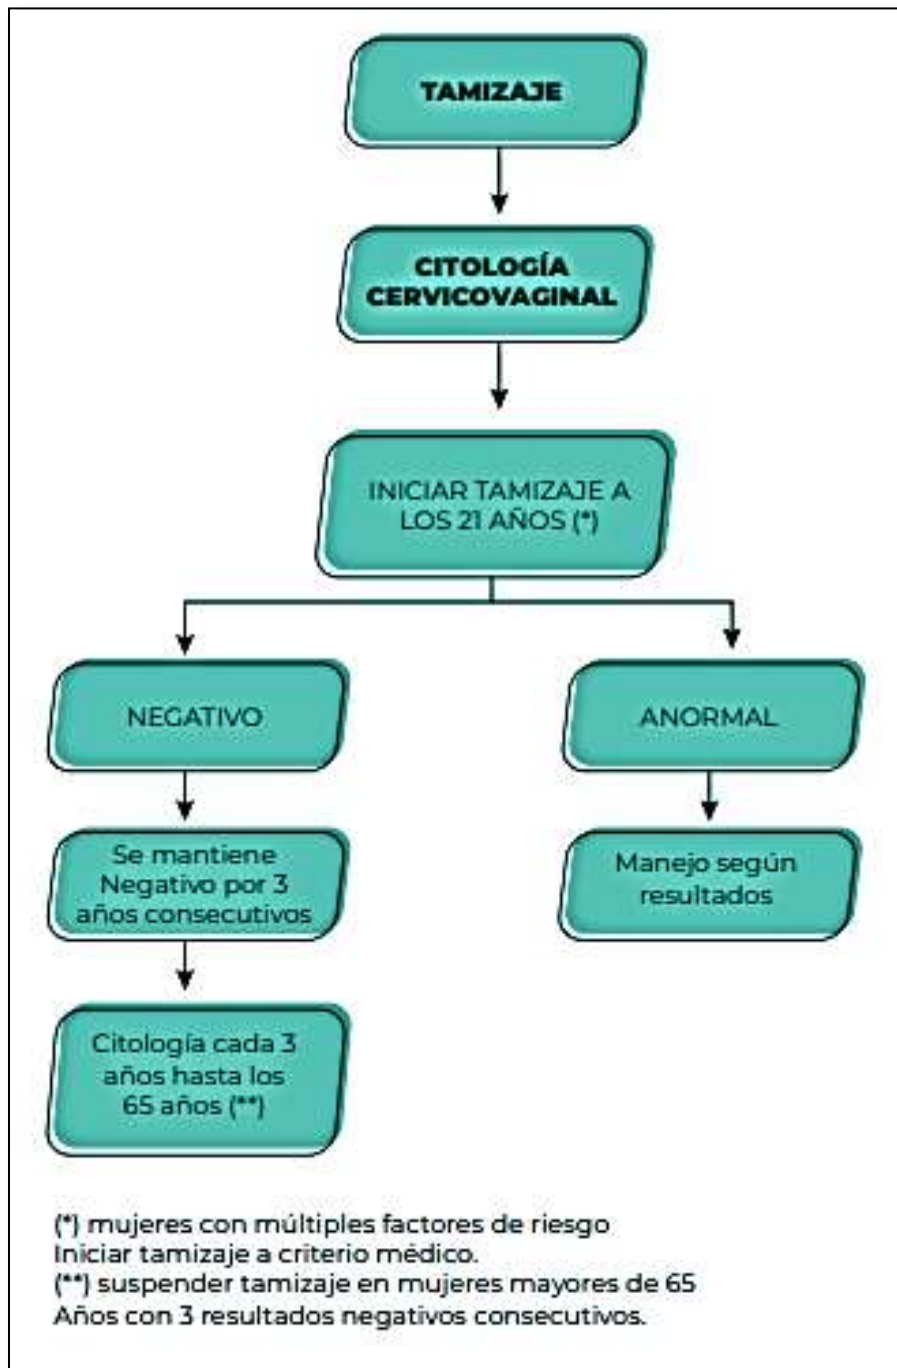 TAMIZAJE
CITOLOGÍA
CERVICOVAGINAL
INICIAR TAMIZAJE A
LOS 21 AÑOS (*)
NEGATIVO
ANORMAL
Se mantiene
Negativo por 3
años consecutivos
Manejo según
resultados
Citología cada 3
años hasta los
65 años (**)
(*) mujeres con múltiples factores de riesgo
Iniciar tamizaje a criterio médico.
(**) suspender tamizaje en mujeres mayores de 65
Años con 3 resultados negativos consecutivos.